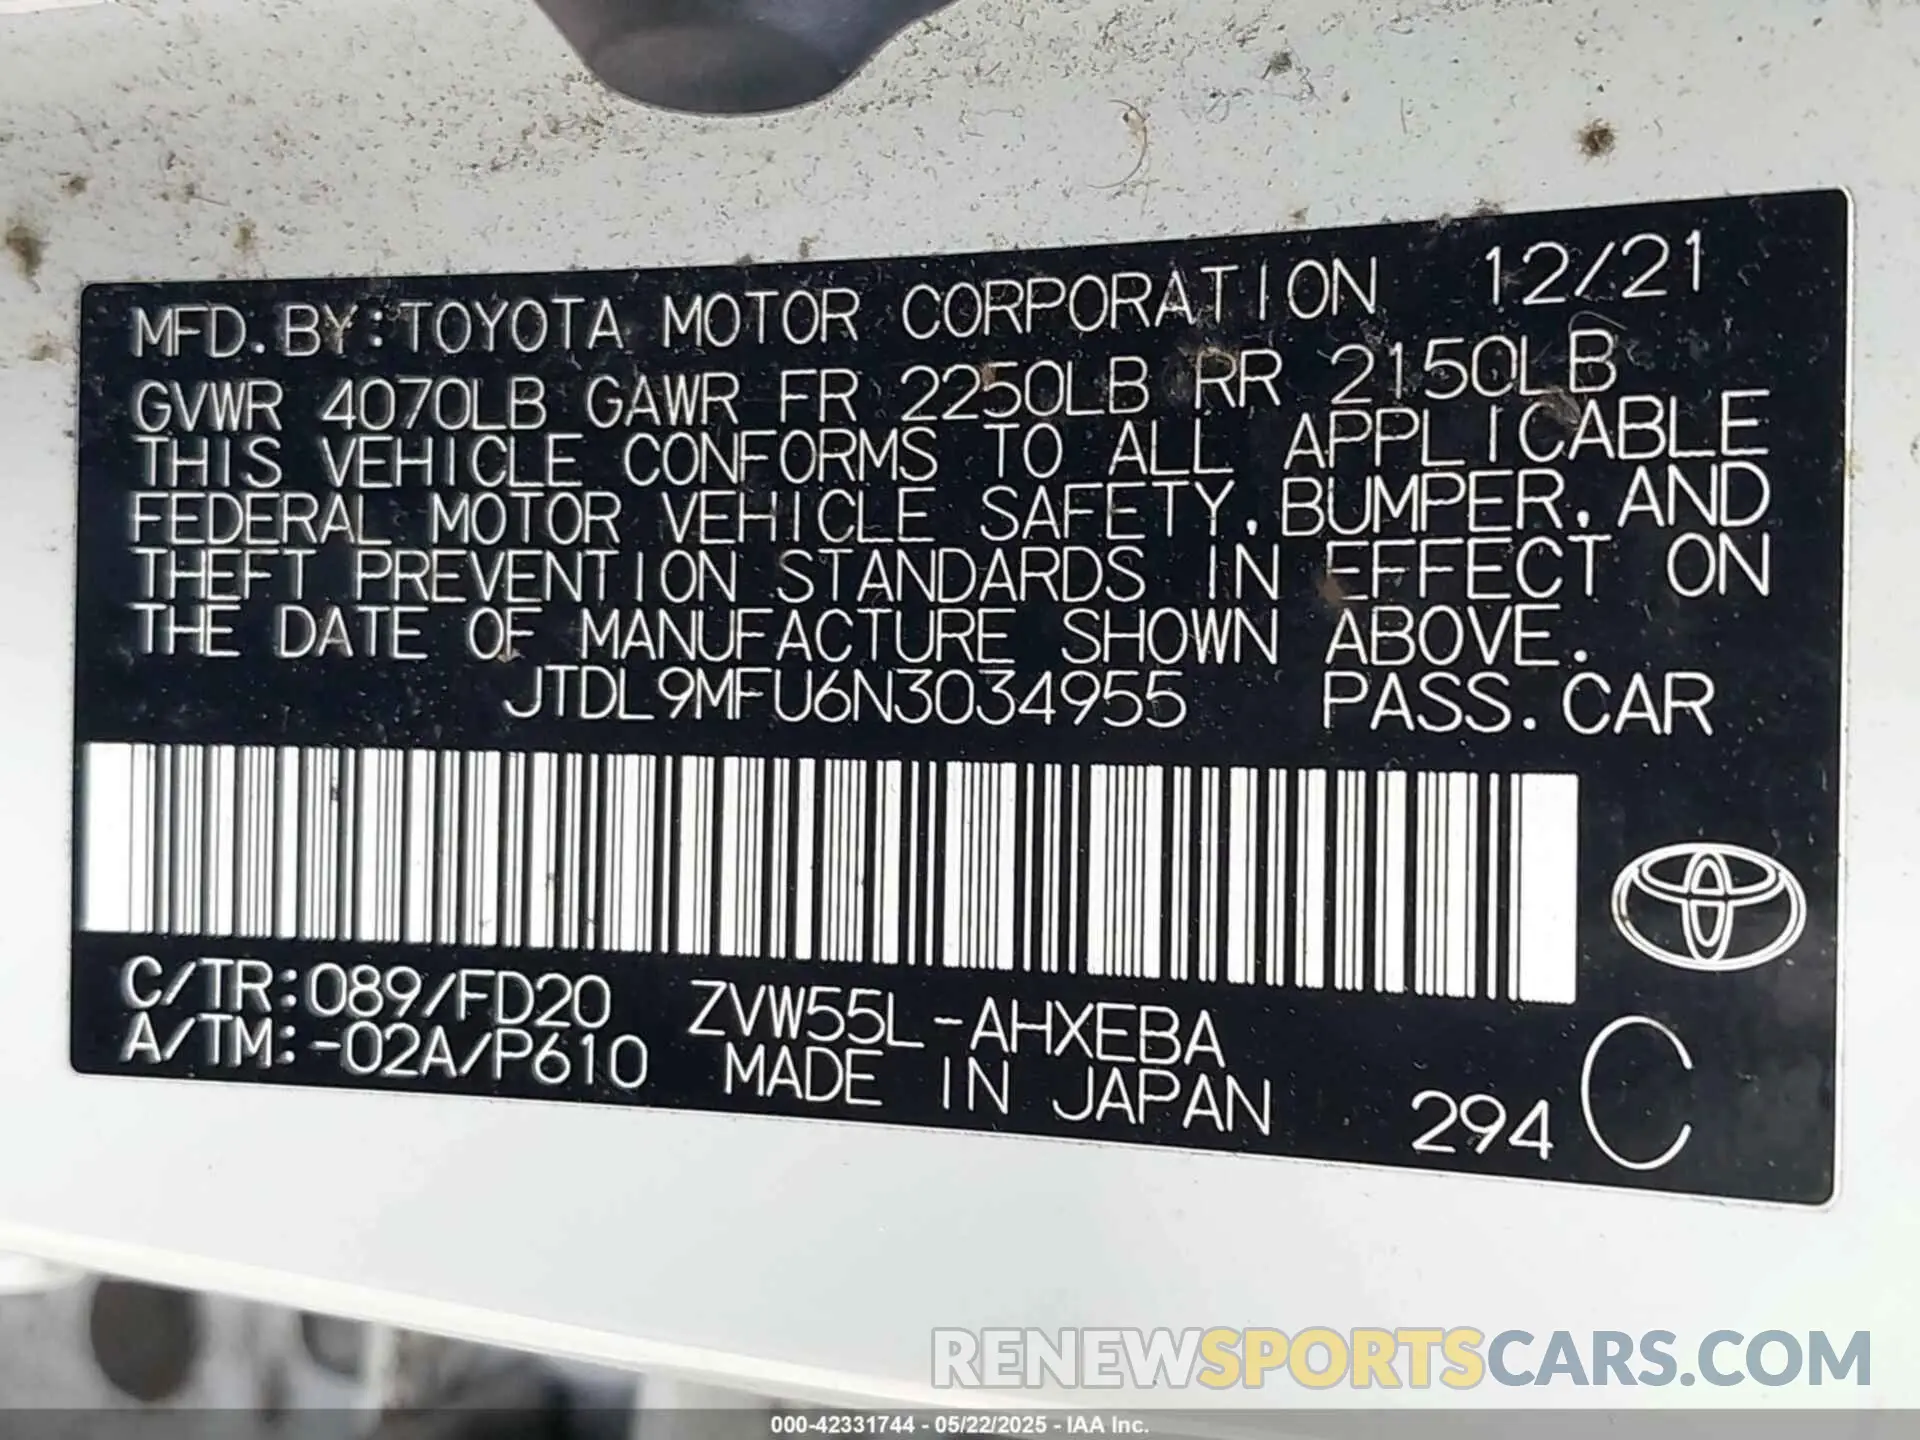 MFD. BY: TOYOTA MOTOR CORPORATION 12/21
GVWR 4070LB GAWR FR 2250LB RR 2150LB
THIS VEHICLE CONFORMS TO ALL APPLICABLE
FEDERAL MOTOR VEHICLE SAFETY, BUMPER, AND
THEFT PREVENTION STANDARDS IN EFFECT ON
THE DATE OF MANUFACTURE SHOWN ABOVE.
JTDL9MFU6N3034955 PASS. CAR
C/TR: 089/FD20 ZVW55L-AHXEBA
A/TM: -02A/P610 MADE IN JAPAN 294 C
RENEWSPORTSCARS.COM
000-42331744 - 05/22/2025 - IAA Inc.